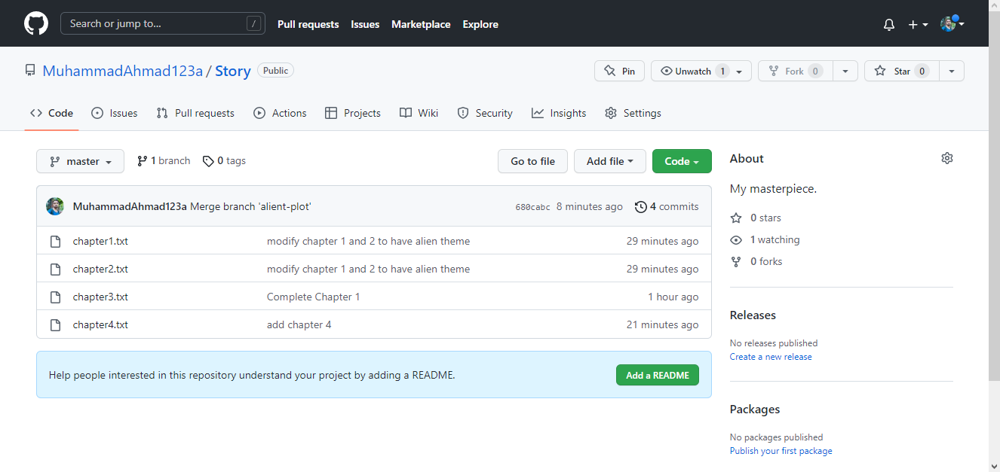 Search or jump to... /
Pull requests Issues Marketplace Explore
MuhammadAhmad123a / Story Public
Pin Unwatch 1 Fork 0 Star 0
Code Issues Pull requests Actions Projects Wiki Security Insights Settings
master 1 branch 0 tags Go to file Add file Code
MuhammadAhmad123a Merge branch 'alient-plot' 680cabc 8 minutes ago 4 commits
chapter1.txt modify chapter 1 and 2 to have alien theme 29 minutes ago
chapter2.txt modify chapter 1 and 2 to have alien theme 29 minutes ago
chapter3.txt Complete Chapter 1 1 hour ago
chapter4.txt add chapter 4 21 minutes ago
Help people interested in this repository understand your project by adding a README. Add a README
About
My masterpiece.
0 stars
1 watching
0 forks
Releases
No releases published
Create a new release
Packages
No packages published
Publish your first package